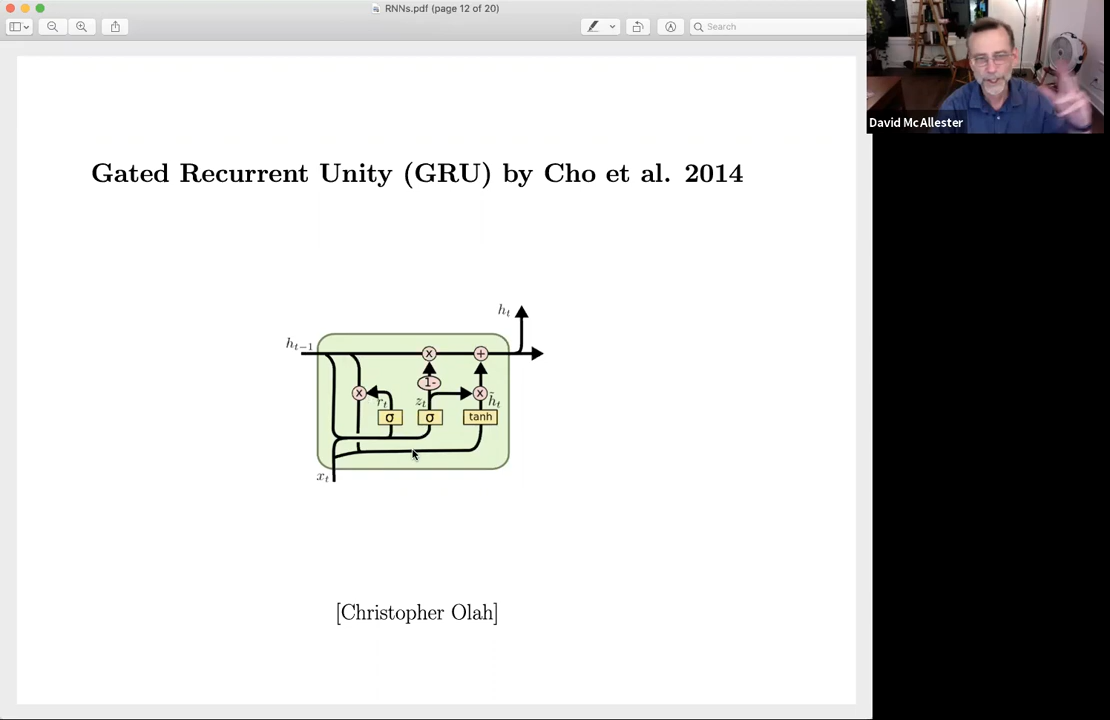 RNNs.pdf (page 12 of 20)
Search
David McAllester
Gated Recurrent Unity (GRU) by Cho et al. 2014
h_t
h_{t−1}
x +
1-
x r_t z_t x h̃_t
σ σ tanh
x_t
[Christopher Olah]